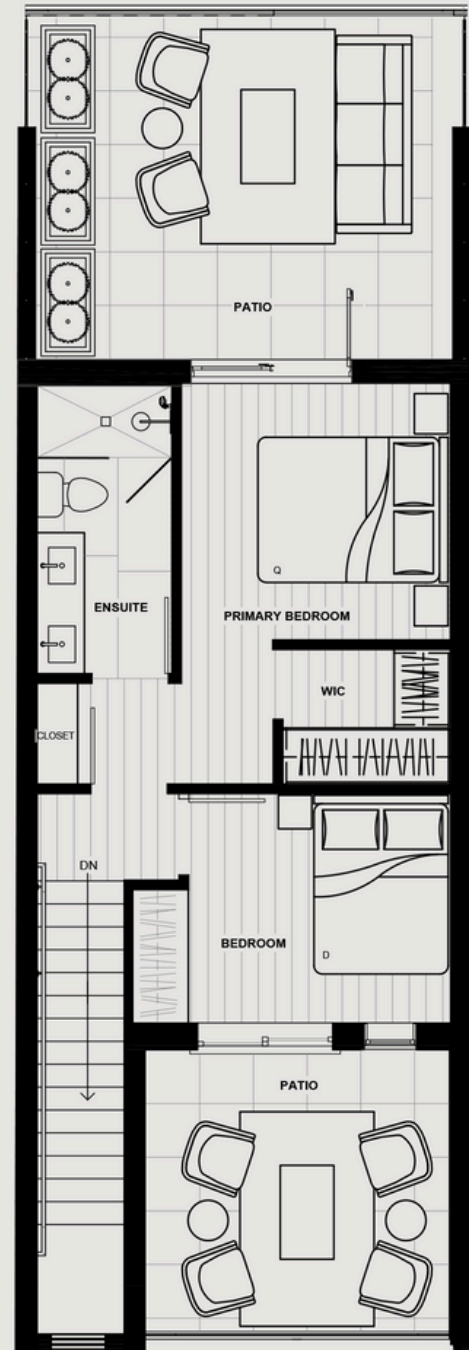 PATIO
ENSUITE
Q
PRIMARY BEDROOM
WIC
CLOSET
DN
BEDROOM
D
PATIO